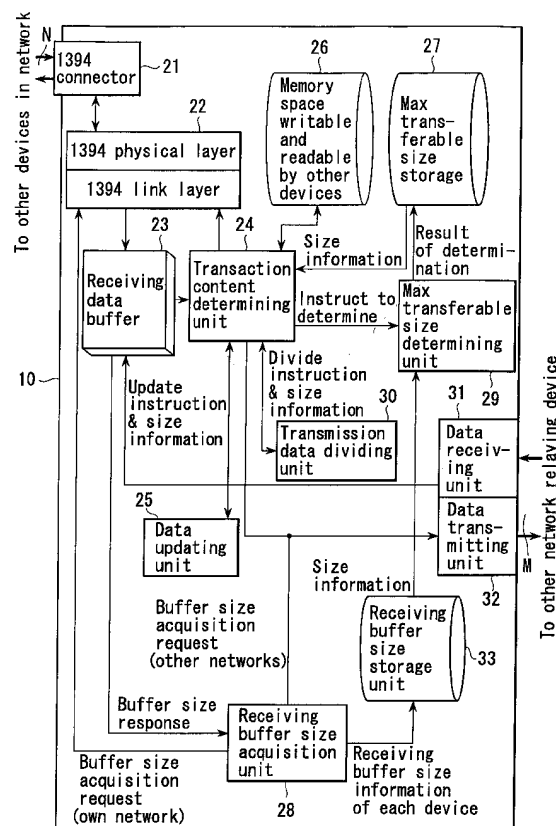 To other devices in network
N
1394
connector
21
22
1394 physical layer
1394 link layer
26
Memory
space
writable
and
readable
by other
devices
27
Max
trans-
ferable
size
storage
23
Receiving
data
buffer
24
Transaction
content
determining
unit
Size
information
Result
of determi-
nation
Instruct to
determine
Max
transferable
size
determining
unit
29
10
Update
instruction
& size
information
Divide
instruction
& size
information
30
Transmission
data dividing
unit
31
Data
receiv-
ing
unit
Data
trans-
mitting
unit
32
M
To other network relaying device
25
Data
updating
unit
Size
information
Buffer size
acquisition
request
(other networks)
Receiving
buffer
size
storage
unit
33
Buffer size
response
Receiving
buffer size
acquisition
unit
28
Buffer size
acquisition
request
(own network)
Receiving
buffer size
information
of each device